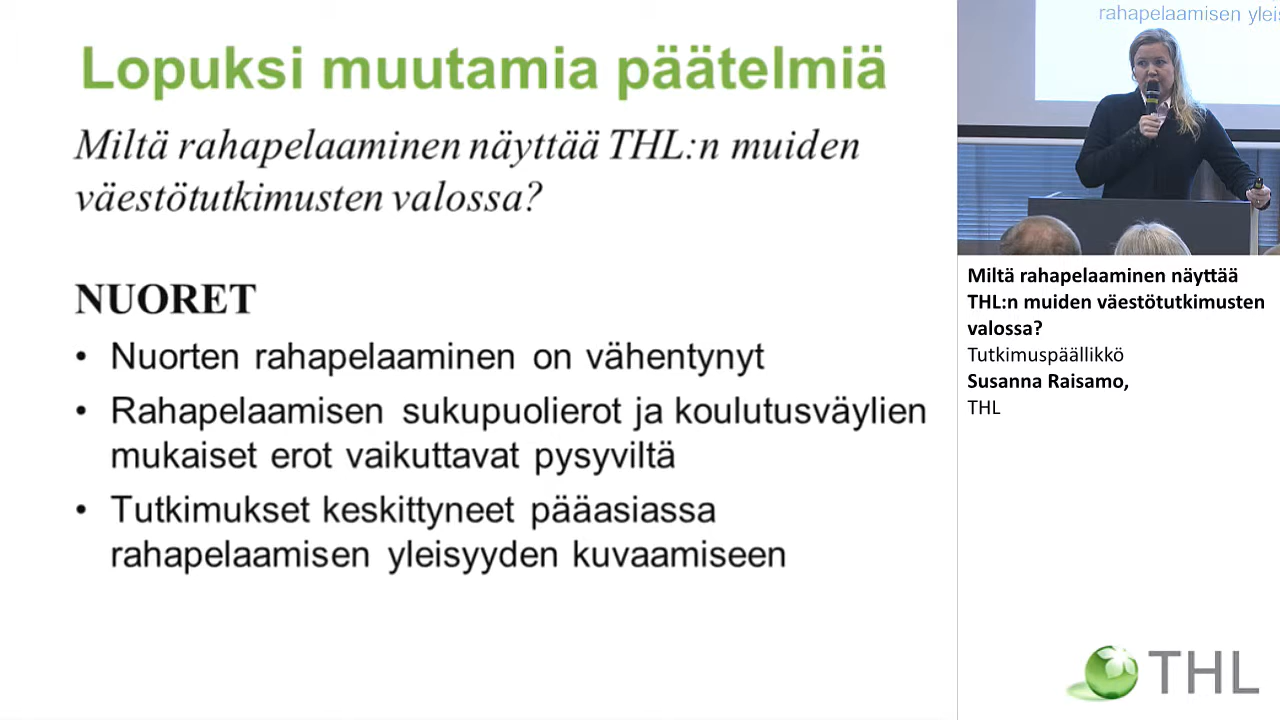 Lopuksi muutamia päätelmiä
Miltä rahapelaaminen näyttää THL:n muiden
väestötutkimusten valossa?
NUORET
• Nuorten rahapelaaminen on vähentynyt
• Rahapelaamisen sukupuolierot ja koulutusväylien
mukaiset erot vaikuttavat pysyviltä
• Tutkimukset keskittyneet pääasiassa
rahapelaamisen yleisyyden kuvaamiseen
rahapelaamisen
Miltä rahapelaaminen näyttää
THL:n muiden väestötutkimusten
valossa?
Tutkimuspäällikkö
Susanna Raisamo,
THL
THL